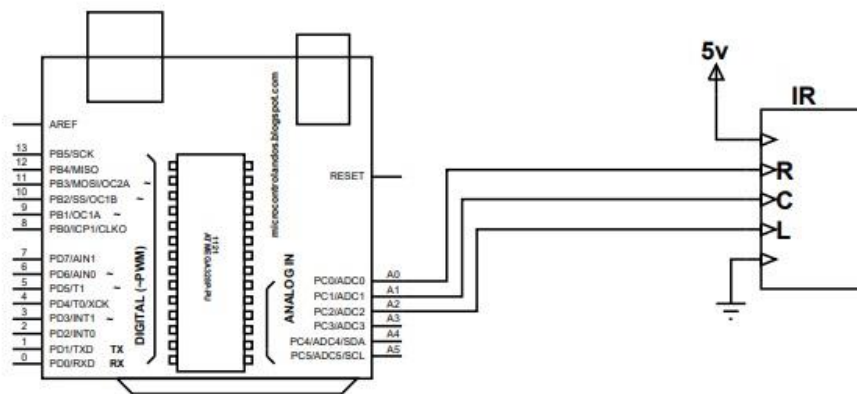 5v
IR
AREF
13 PB5/SCK
12 PB4/MISO
11 PB3/MOSI/OC2A ~
10 PB2/SS/OC1B ~
9 PB1/OC1A ~
8 PB0/ICP1/CLKO
7 PD7/AIN1
6 PD6/AIN0 ~
5 PD5/T1 ~
4 PD4/T0/XCK
3 PD3/INT1 ~
2 PD2/INT0
1 PD1/TXD TX
0 PD0/RXD RX
DIGITAL (~PWM)
1121
ATMEGA328P-PU
microcontrolandos.blogspot.com
ANALOG IN
RESET
PC0/ADC0 A0
PC1/ADC1 A1
PC2/ADC2 A2
PC3/ADC3 A3
PC4/ADC4/SDA A4
PC5/ADC5/SCL A5
R
C
L